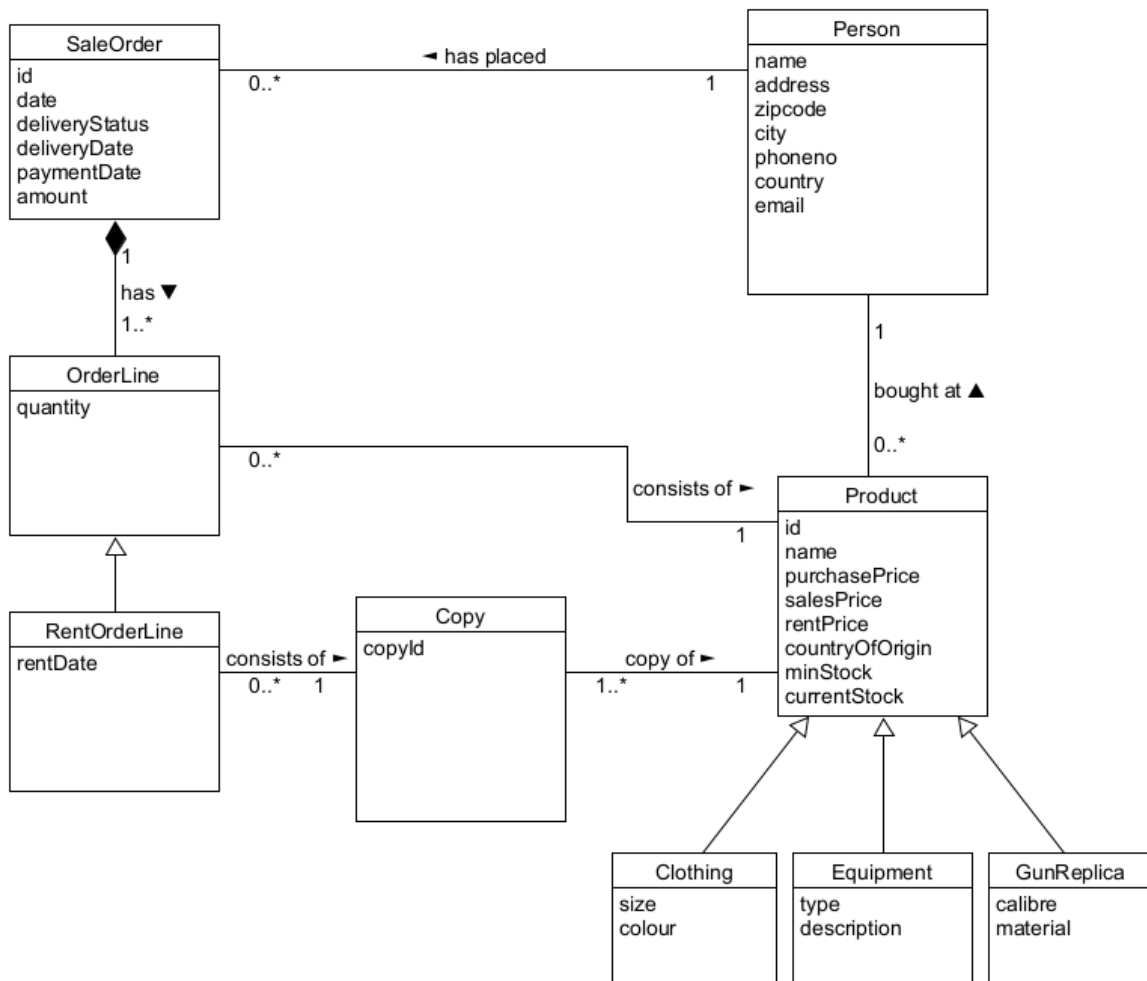 SaleOrder
id
date
deliveryStatus
deliveryDate
paymentDate
amount
◄ has placed
0..*
1
Person
name
address
zipcode
city
phoneno
country
email
1
has ▼
1..*
1
bought at ▲
0..*
OrderLine
quantity
0..*
consists of ►
1
Product
id
name
purchasePrice
salesPrice
rentPrice
countryOfOrigin
minStock
currentStock
RentOrderLine
rentDate
consists of ►
0..*
1
Copy
copyId
copy of ►
1..*
1
Clothing
size
colour
Equipment
type
description
GunReplica
calibre
material